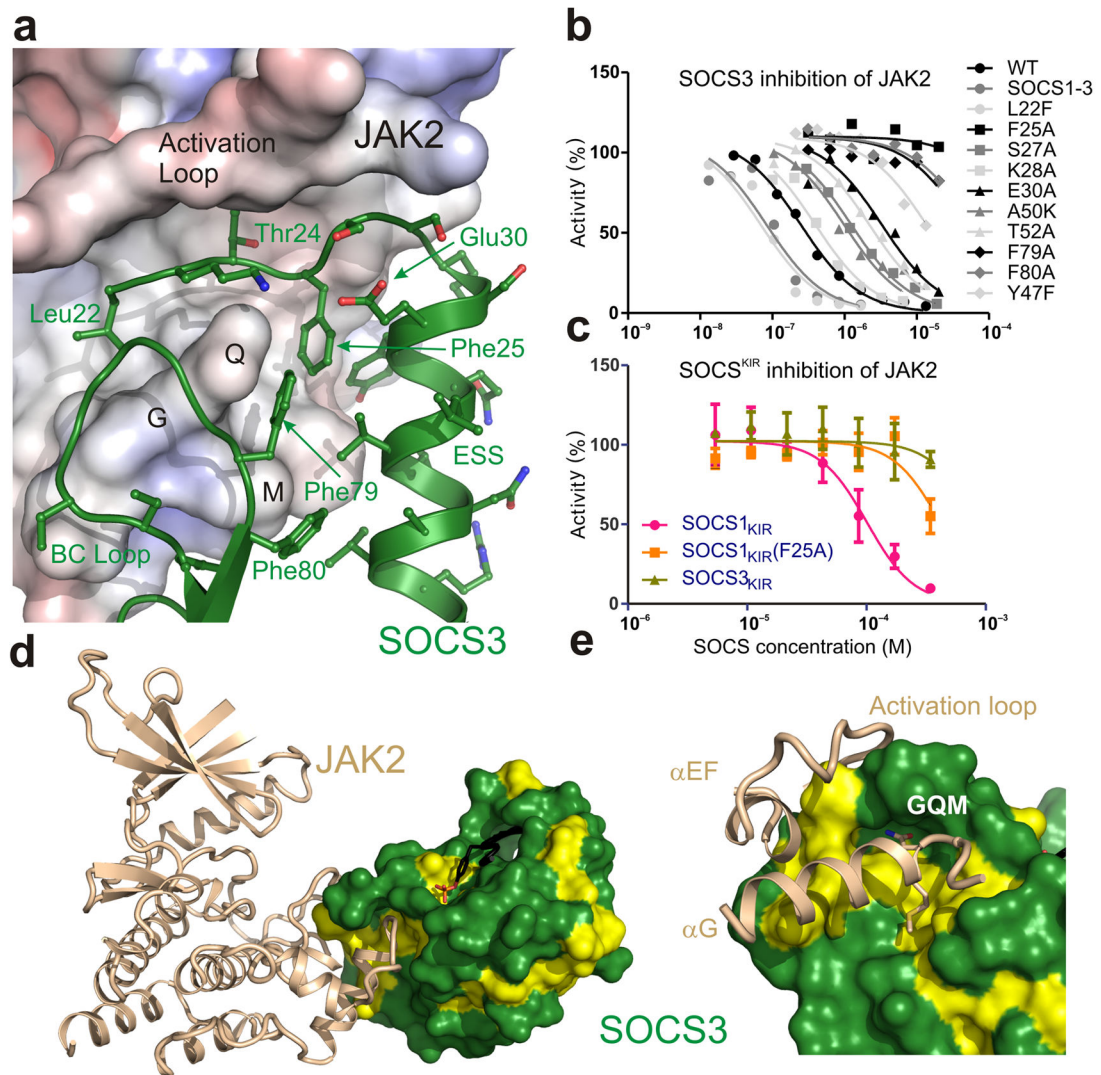 a
JAK2
Activation
Loop
Thr24
Glu30
Leu22
Phe25
Q
G
ESS
M
Phe79
BC Loop
Phe80
SOCS3
b
SOCS3 inhibition of JAK2
150
100
50
0
Activity (%)
10⁻⁹ 10⁻⁸ 10⁻⁷ 10⁻⁶ 10⁻⁵ 10⁻⁴
WT
SOCS1-3
L22F
F25A
S27A
K28A
E30A
A50K
T52A
F79A
F80A
Y47F
c
SOCSᴷᴵᴿ inhibition of JAK2
150
100
50
0
Activity (%)
SOCS1KIR
SOCS1KIR(F25A)
SOCS3KIR
10⁻⁶ 10⁻⁵ 10⁻⁴ 10⁻³
SOCS concentration (M)
d
JAK2
SOCS3
e
Activation loop
αEF
GQM
αG